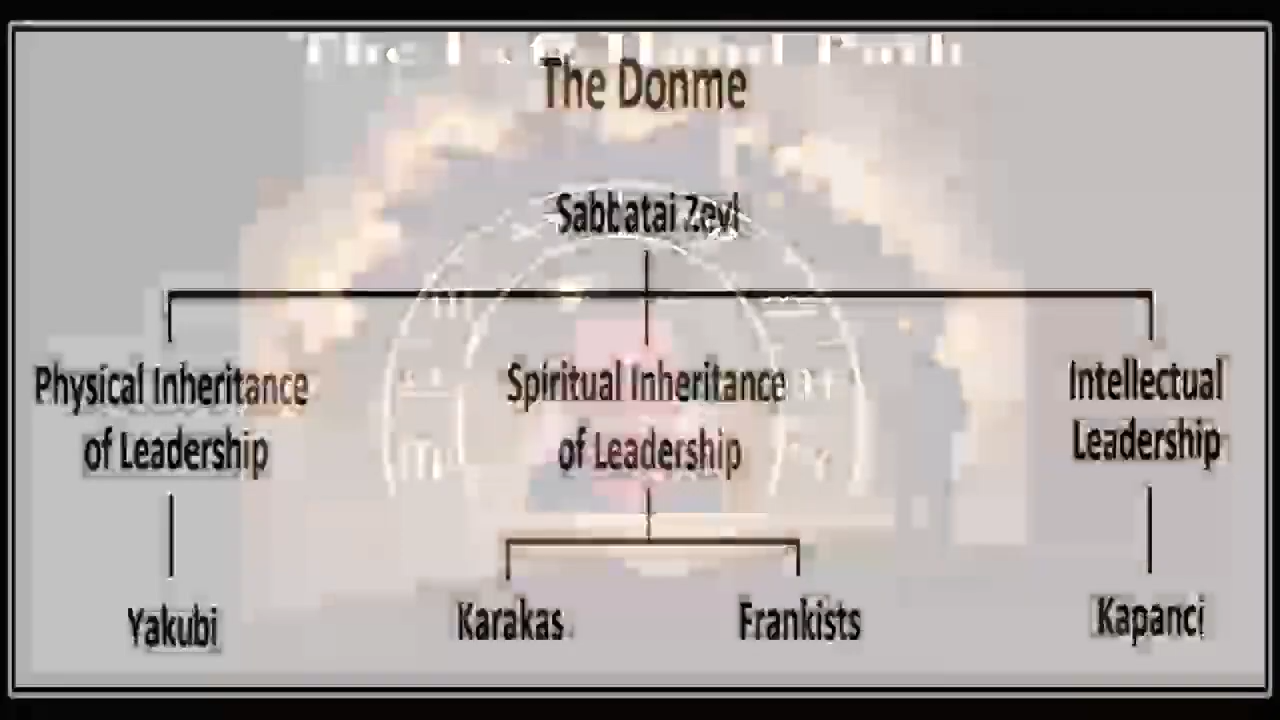 The Donme
Sabbatai Zevi
Physical Inheritance
of Leadership
Spiritual Inheritance
of Leadership
Intellectual
Leadership
Yakubi
Karakas
Frankists
Kapanci